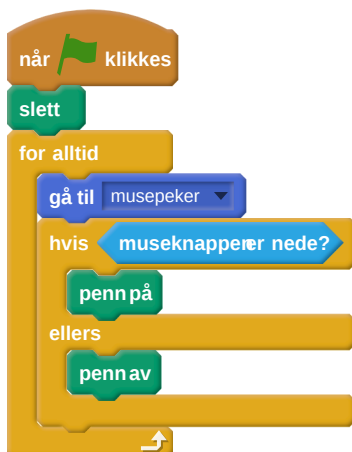 når klikkes
slett
for alltid
gå til musepeker
hvis museknappen er nede?
penn på
ellers
penn av